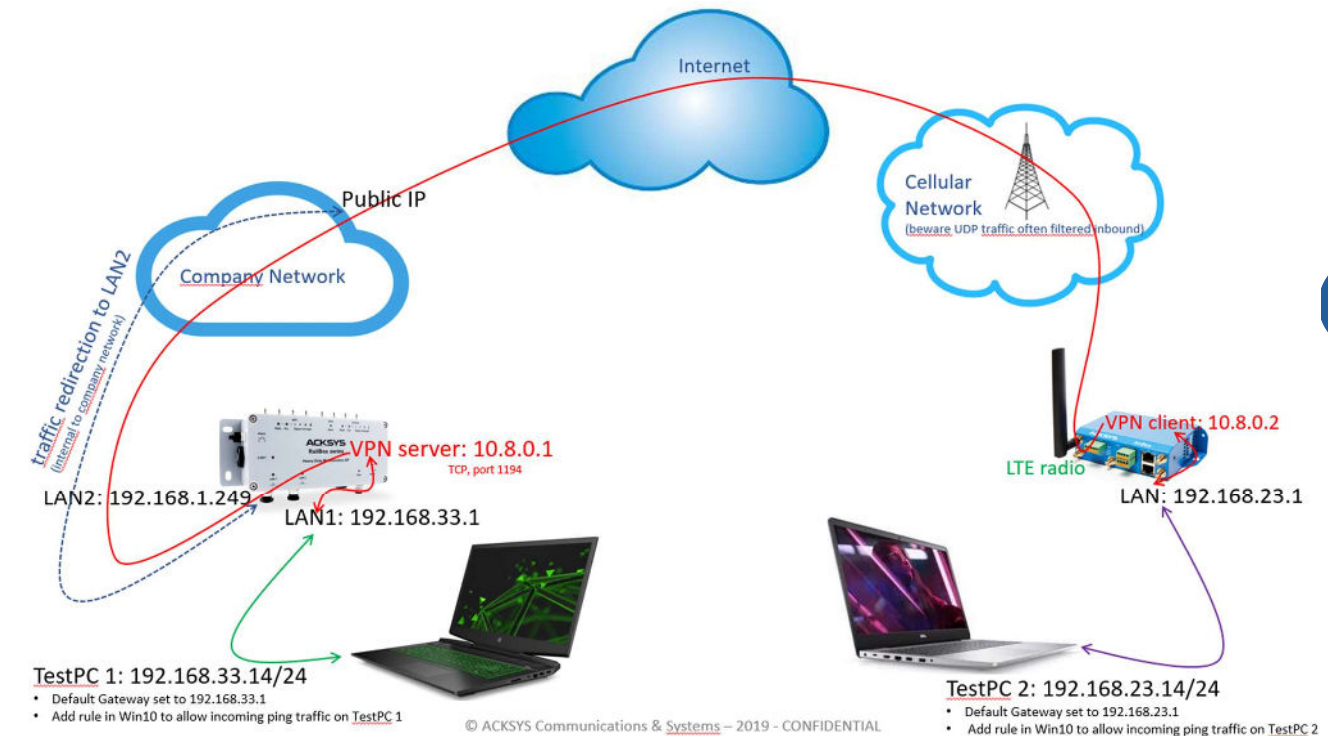 Internet
Cellular
Network
(beware UDP traffic often filtered inbound)
Public IP
Company Network
traffic redirection to LAN2
(internal to company network)
ACKSYS
VPN server: 10.8.0.1
TCP, port 1194
LAN2: 192.168.1.249
LAN1: 192.168.33.1
VPN client: 10.8.0.2
LTE radio
LAN: 192.168.23.1
TestPC 1: 192.168.33.14/24
• Default Gateway set to 192.168.33.1
• Add rule in Win10 to allow incoming ping traffic on TestPC 1
TestPC 2: 192.168.23.14/24
• Default Gateway set to 192.168.23.1
• Add rule in Win10 to allow incoming ping traffic on TestPC 2
© ACKSYS Communications & Systems – 2019 - CONFIDENTIAL